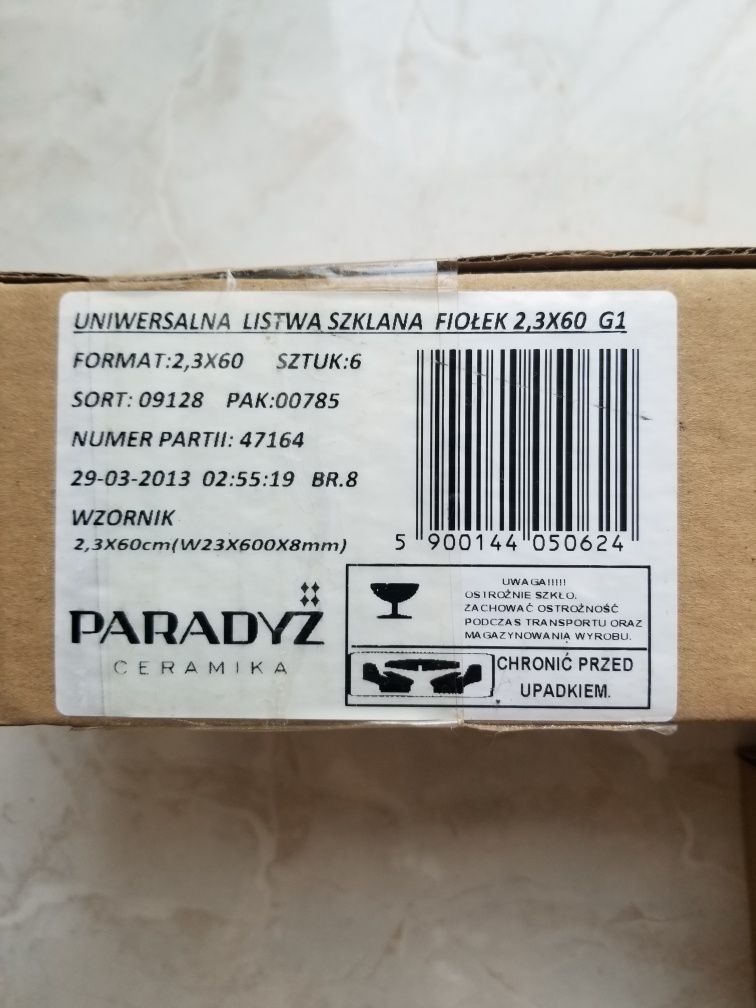 UNIWERSALNA LISTWA SZKLANA FIOŁEK 2,3X60 G1
FORMAT:2,3X60 SZTUK:6
SORT: 09128 PAK:00785
NUMER PARTII: 47164
29-03-2013 02:55:19 BR.8
WZORNIK
2,3X60cm(W23X600X8mm)
5 900144 050624
PARADYŻ
CERAMIKA
UWAGA!!!!!
OSTROŻNIE SZKŁO.
ZACHOWAĆ OSTROŻNOŚĆ
PODCZAS TRANSPORTU ORAZ
MAGAZYNOWANIA WYROBU.
CHRONIĆ PRZED
UPADKIEM.